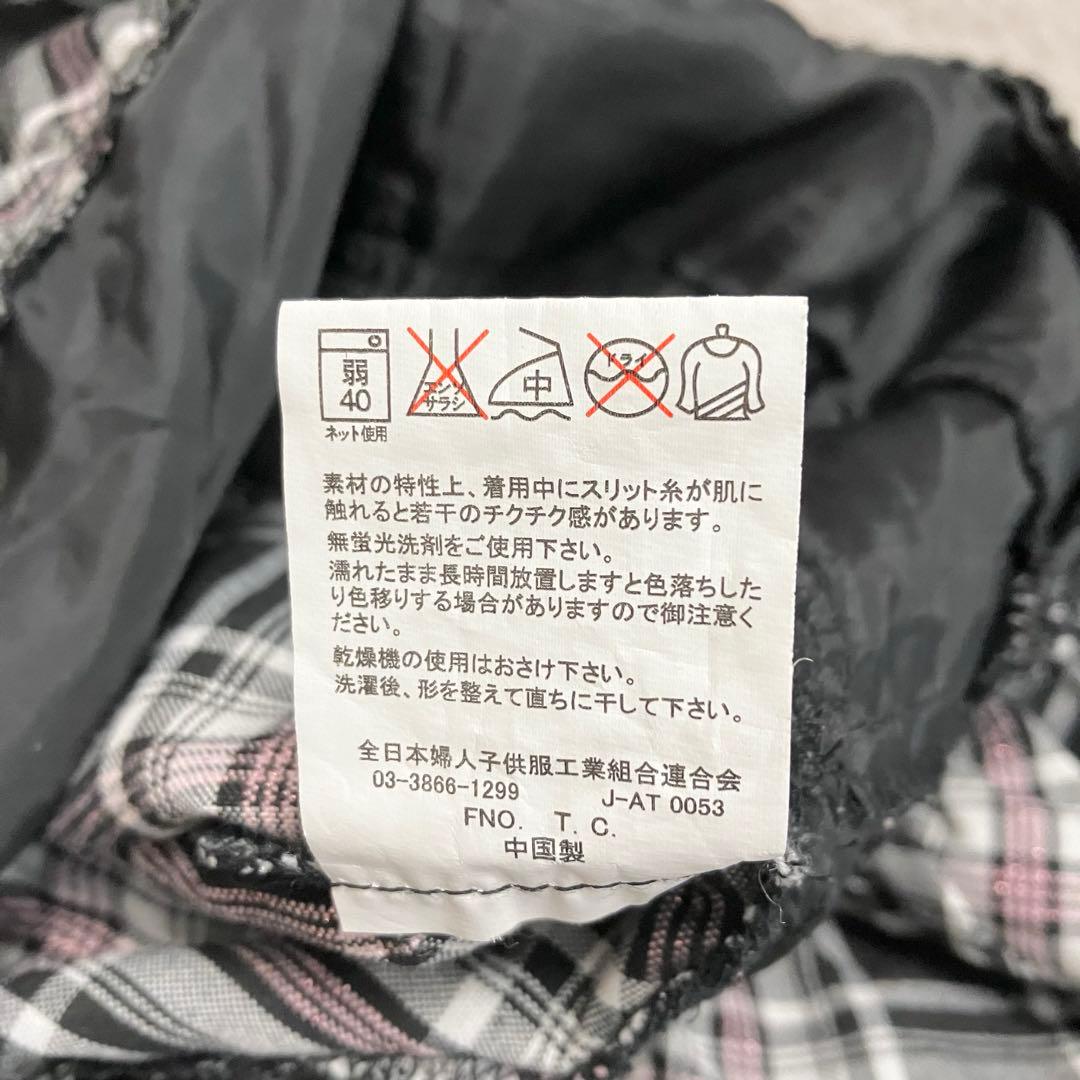 弱
40
ネット使用
エンソ
サラシ
中
ドライ
素材の特性上、着用中にスリット糸が肌に
触れると若干のチクチク感があります。
無蛍光洗剤をご使用下さい。
濡れたまま長時間放置しますと色落ちした
り色移りする場合がありますので御注意く
ださい。
乾燥機の使用はおさけ下さい。
洗濯後、形を整えて直ちに干して下さい。
全日本婦人子供服工業組合連合会
03-3866-1299 J-AT 0053
FNO. T. C.
中国製